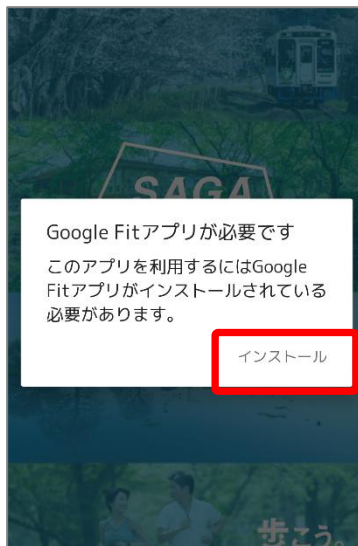 SAGA
Google Fitアプリが必要です
このアプリを利用するにはGoogle
Fitアプリがインストールされている
必要があります。
インストール
歩こう。